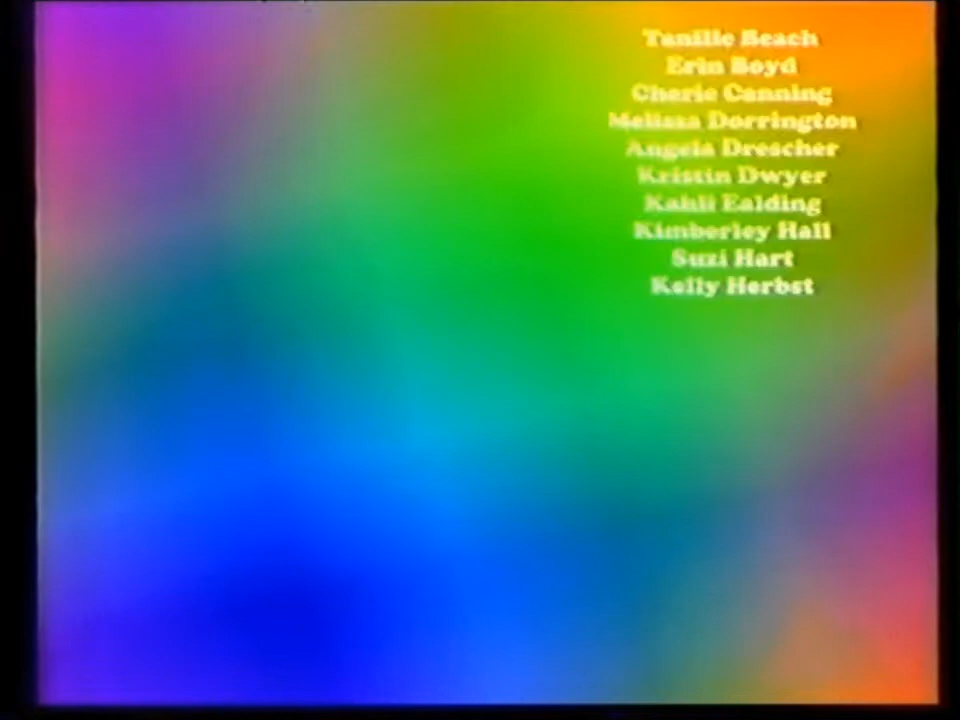 Tanille Beach
Erin Boyd
Cherie Canning
Melissa Dorrington
Angela Drescher
Kristin Dwyer
Kahli Ealding
Kimberley Hall
Suzi Hart
Kelly Herbst